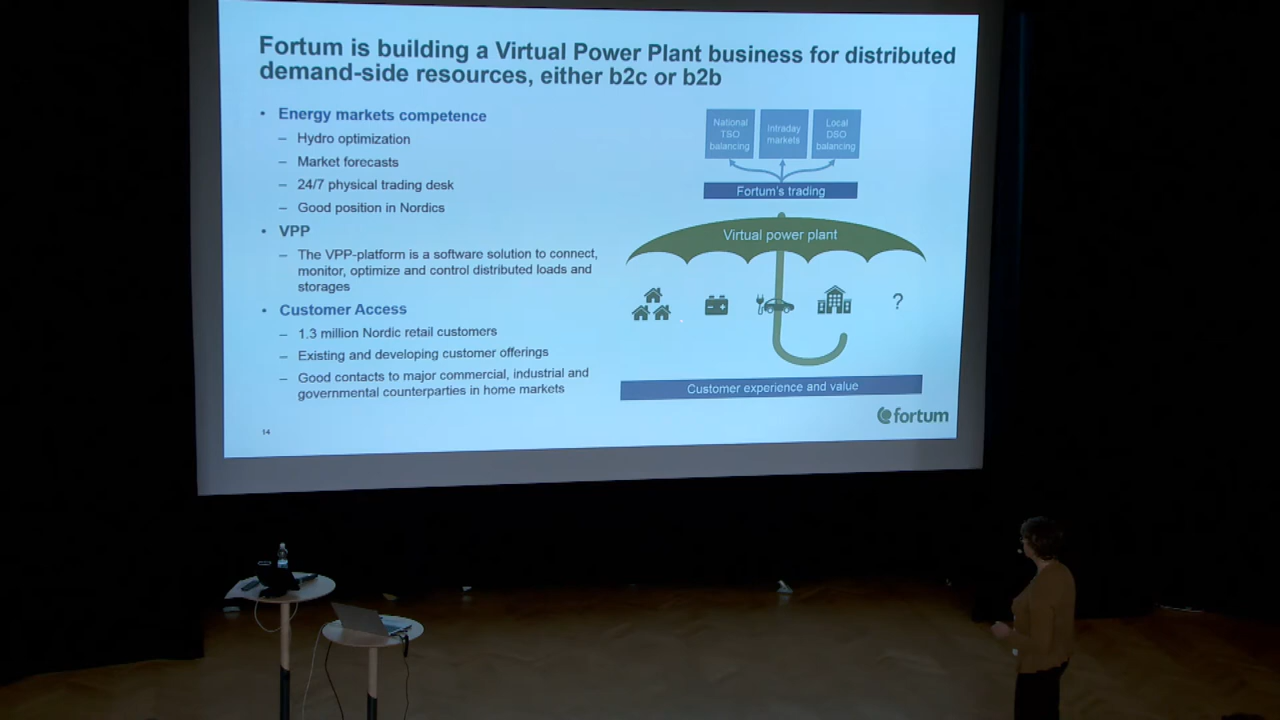 Fortum is building a Virtual Power Plant business for distributed
demand-side resources, either b2c or b2b
• Energy markets competence
– Hydro optimization
– Market forecasts
– 24/7 physical trading desk
– Good position in Nordics
• VPP
– The VPP-platform is a software solution to connect,
monitor, optimize and control distributed loads and
storages
• Customer Access
– 1.3 million Nordic retail customers
– Existing and developing customer offerings
– Good contacts to major commercial, industrial and
governmental counterparties in home markets
14
National
TSO
balancing
Intraday
markets
Local
DSO
balancing
Fortum's trading
Virtual power plant
?
Customer experience and value
fortum